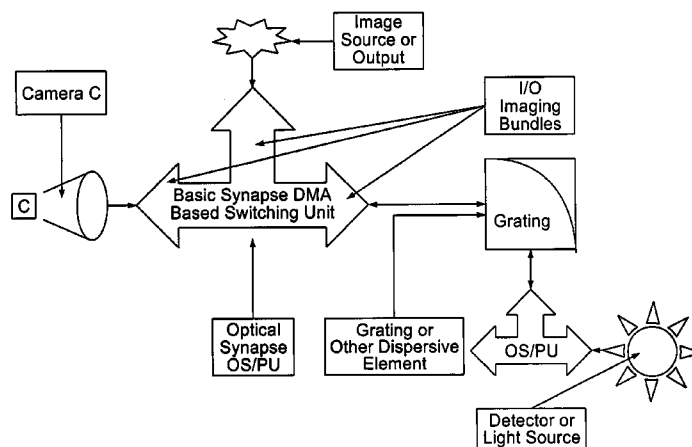 Image
Source or
Output
Camera C
I/O
Imaging
Bundles
C
Basic Synapse DMA
Based Switching Unit
Grating
Optical
Synapse
OS/PU
Grating or
Other Dispersive
Element
OS/PU
Detector or
Light Source